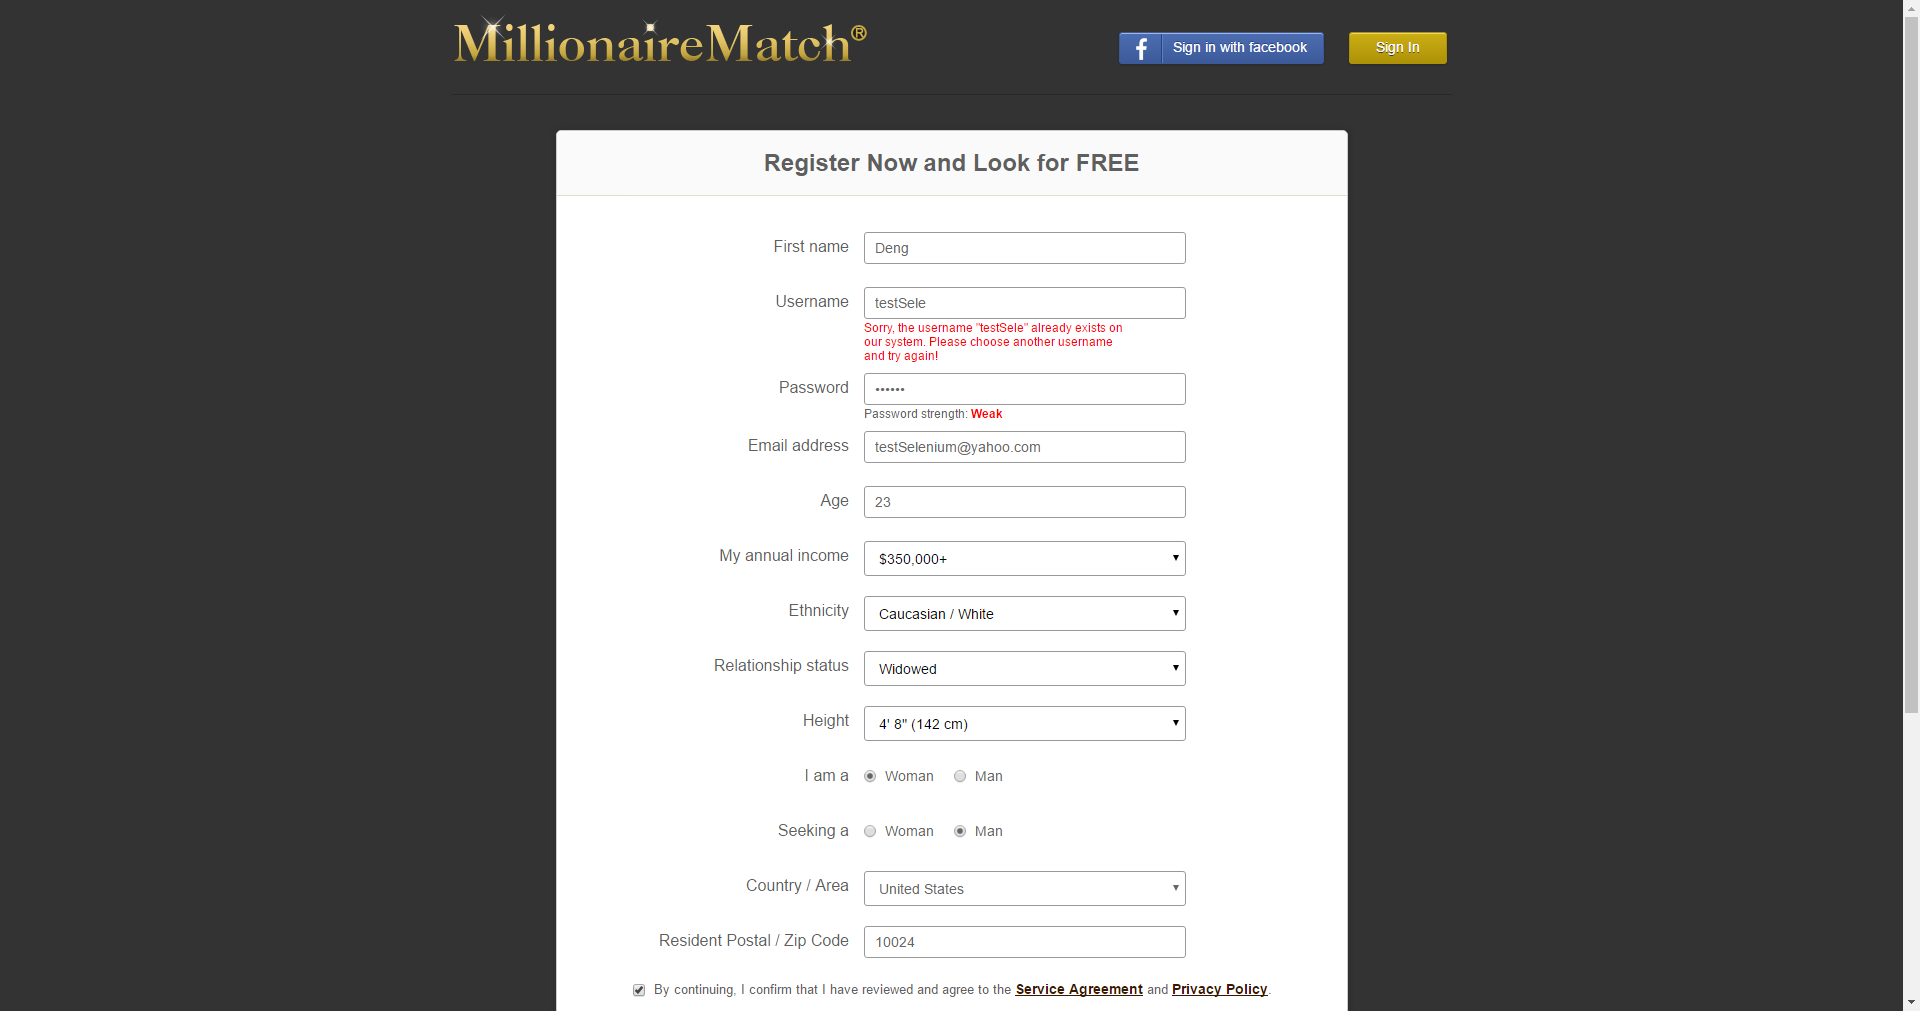 MillionaireMatch®
Sign in with facebook
Sign In
Register Now and Look for FREE
First name
Deng
Username
testSele
Sorry, the username "testSele" already exists on
our system. Please choose another username
and try again!
Password
••••••
Password strength: Weak
Email address
testSelenium@yahoo.com
Age
23
My annual income
$350,000+
Ethnicity
Caucasian / White
Relationship status
Widowed
Height
4' 8" (142 cm)
I am a
Woman
Man
Seeking a
Woman
Man
Country / Area
United States
Resident Postal / Zip Code
10024
By continuing, I confirm that I have reviewed and agree to the Service Agreement and Privacy Policy.